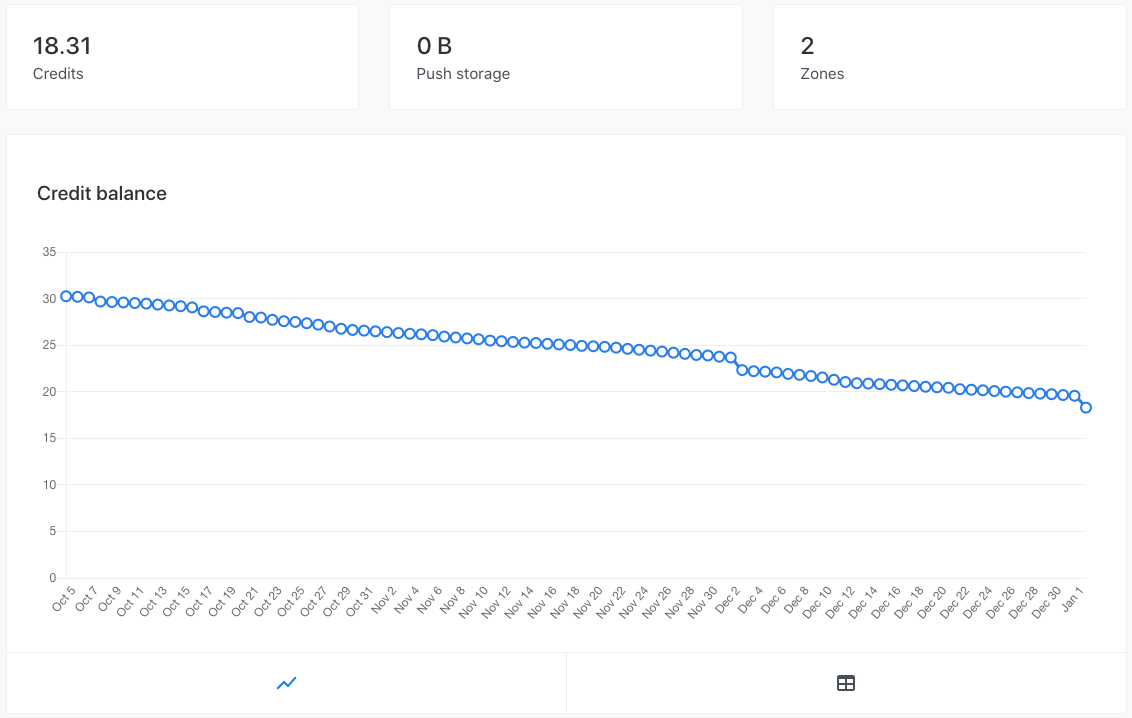 18.31
Credits
0 B
Push storage
2
Zones
Credit balance
35
30
25
20
15
10
5
0
Oct 5
Oct 7
Oct 9
Oct 11
Oct 13
Oct 15
Oct 17
Oct 19
Oct 21
Oct 23
Oct 25
Oct 27
Oct 29
Oct 31
Nov 2
Nov 4
Nov 6
Nov 8
Nov 10
Nov 12
Nov 14
Nov 16
Nov 18
Nov 20
Nov 22
Nov 24
Nov 26
Nov 28
Nov 30
Dec 2
Dec 4
Dec 6
Dec 8
Dec 10
Dec 12
Dec 14
Dec 16
Dec 18
Dec 20
Dec 22
Dec 24
Dec 26
Dec 28
Dec 30
Jan 1